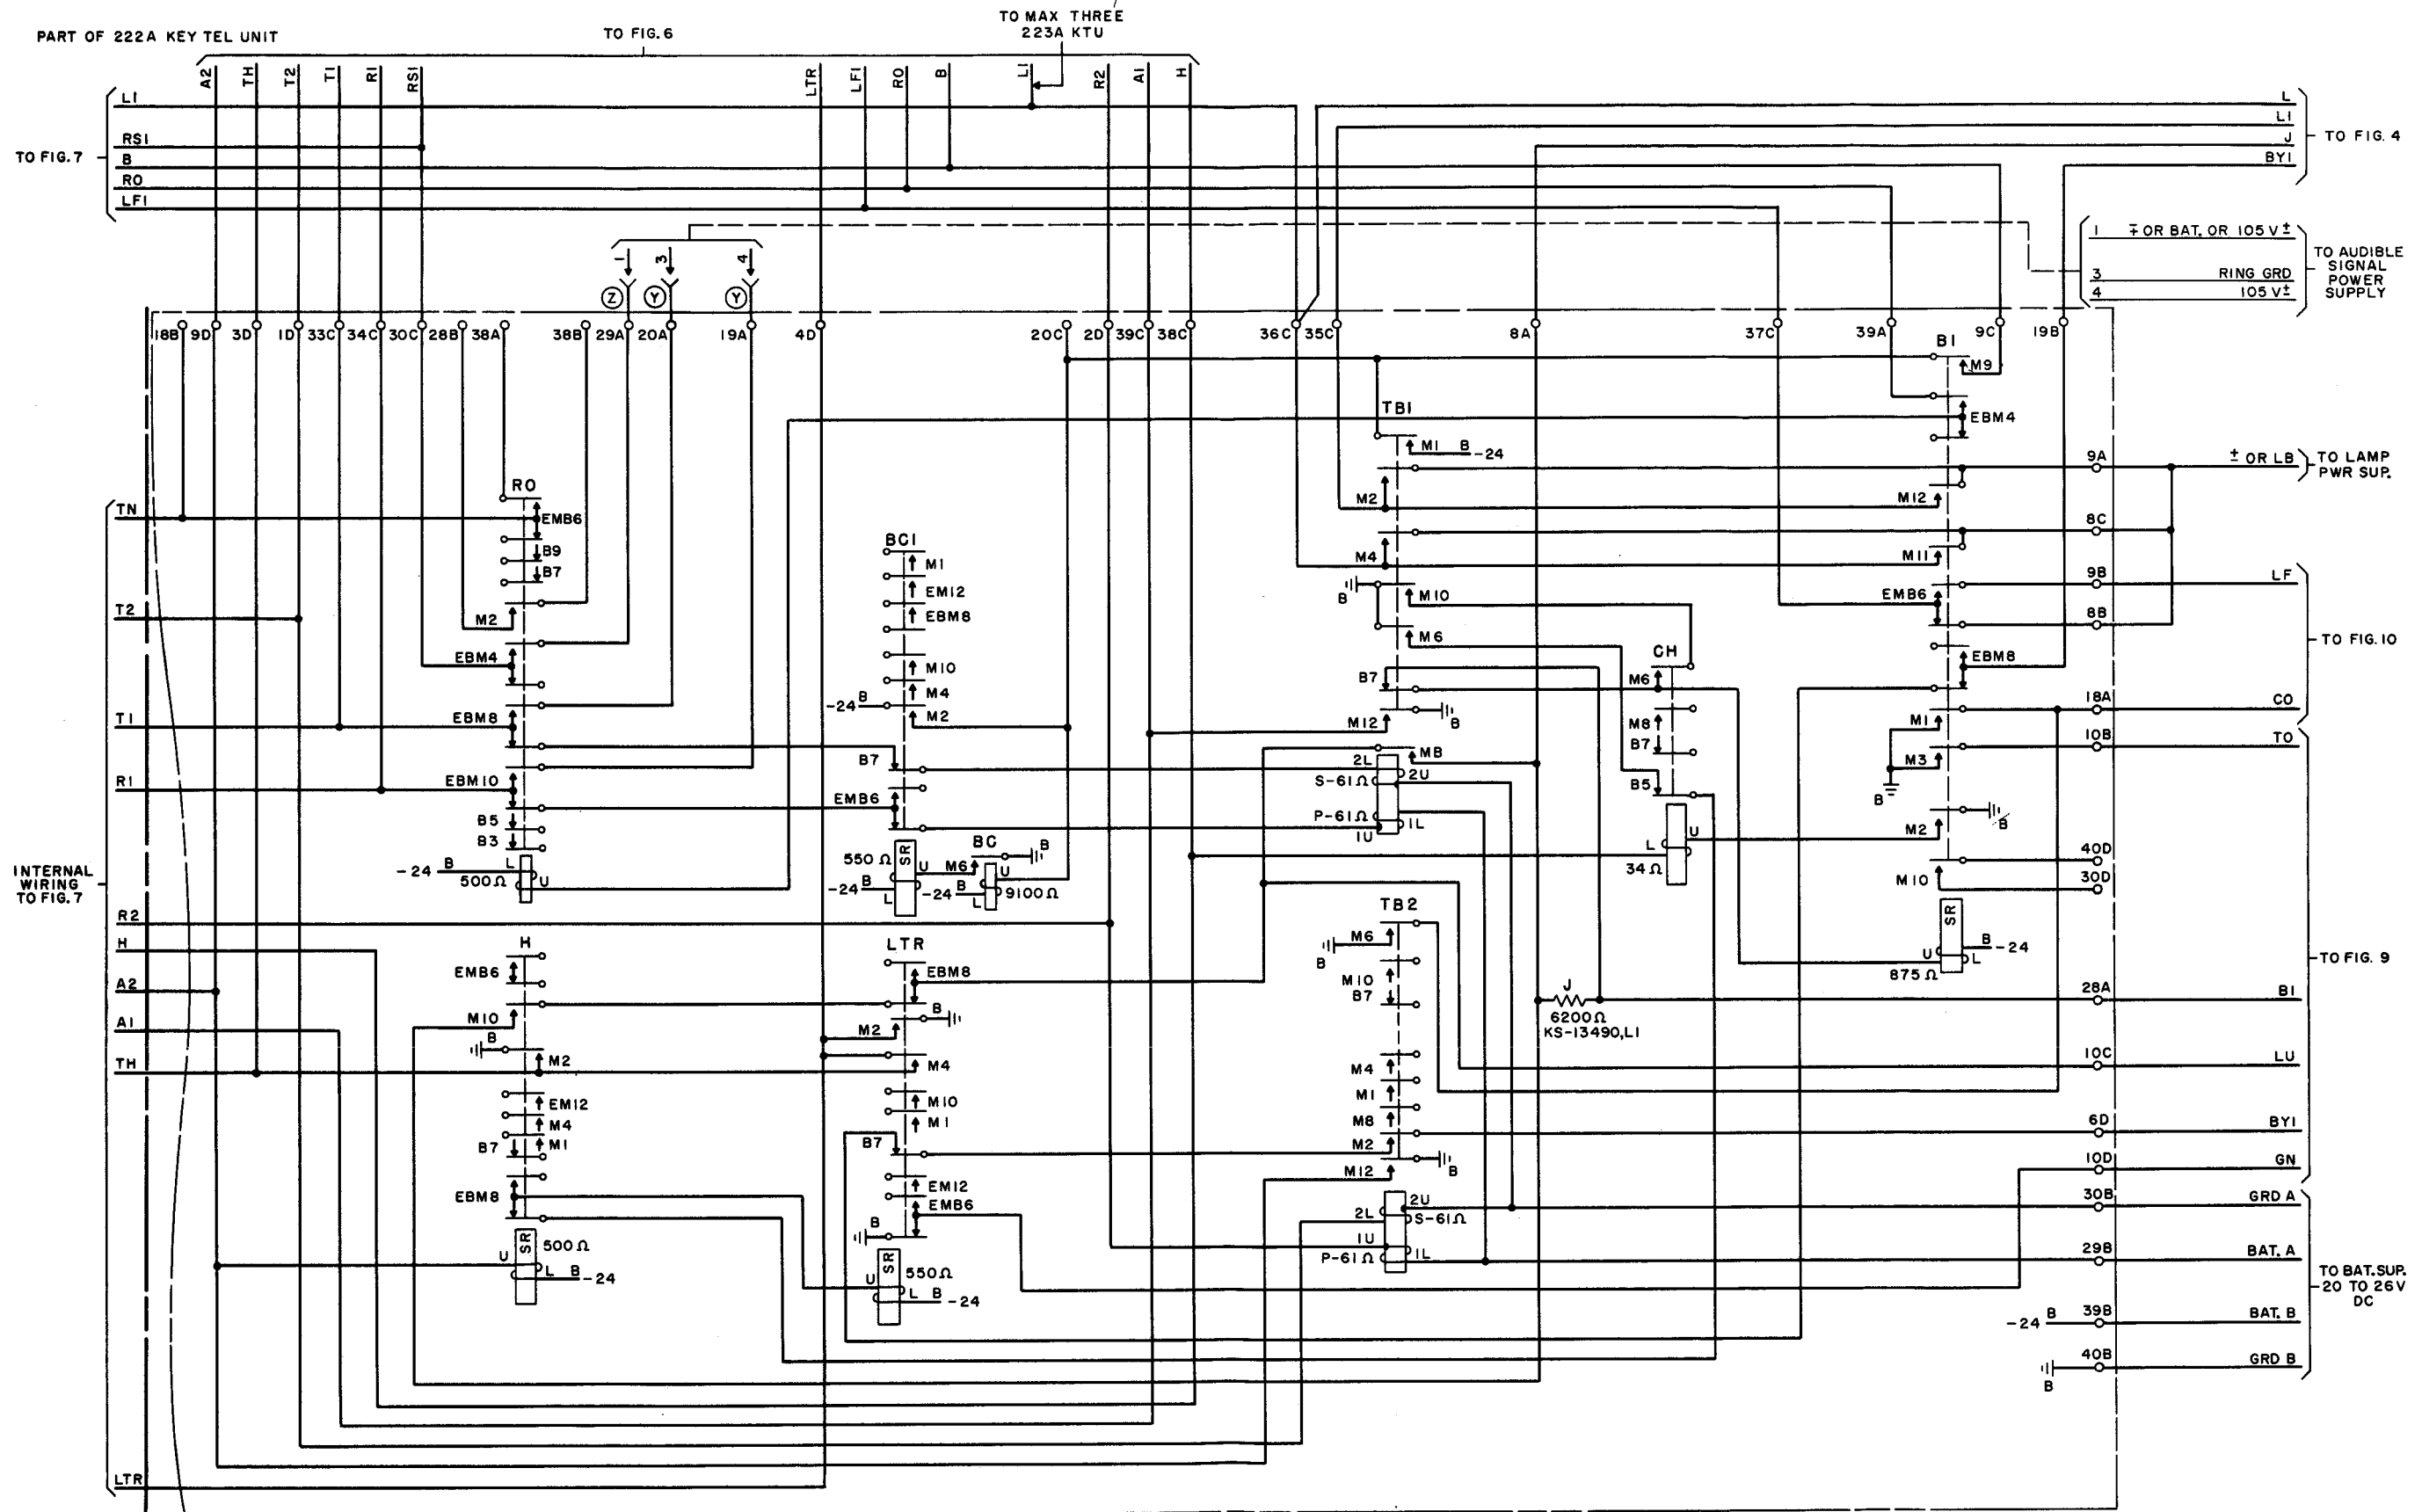 PART OF 222A KEY TEL UNIT
TO FIG. 6
TO MAX THREE
223A KTU
A2
TH
T2
T1
R1
RS1
LTR
LF1
RO
B
L1
R2
A1
H
TO FIG. 7
L1
RS1
B
RO
LF1
L
L1
J
BY1
TO FIG. 4
1
3
4
Z
Y
Y
1 ∓ OR BAT. OR 105V±
3 RING GRD
4 105V±
TO AUDIBLE
SIGNAL
POWER
SUPPLY
18B
9D
3D
1D
33C
34C
30C
28B
38A
38B
29A
20A
19A
4D
20C
2D
39C
38C
36C
35C
8A
37C
39A
9C
19B
INTERNAL
WIRING
TO FIG. 7
TN
T2
T1
R1
R2
H
A2
A1
TH
LTR
RO
EMB6
B9
B7
M2
EBM4
EBM8
EBM10
B5
B3
-24 B L
500Ω U
BC1
M1
EM12
EBM8
M10
M4
-24 B
M2
B7
EMB6
550Ω SR U
-24 B L
BC
M6 B
-24 B U
L 9100Ω
H
EMB6
M10
B
M2
EM12
M4
B7 M1
EBM8
U SR 500Ω
L B -24
LTR
EBM8
B
M2
M4
M10
M1
B7
EM12
EMB6
B
U SR 550Ω
L B -24
TB1
M1 B -24
M2
M4
B M10
M6
B7
M12 B
M8
2L 2U
S-61Ω
P-61Ω
1U 1L
CH
M6
M8
B7
B5
L U
34Ω
TB2
M6
B
M10
B7
M4
M1
M8
M2
M12 B
2L 2U
S-61Ω
1U
P-61Ω 1L
J
6200Ω
KS-13490,L1
B1
M9
EBM4
M12
M11
EMB6
EBM8
M1
M3
B
M2 B
M10
SR
U B -24
875Ω L
9A ± OR LB
TO LAMP
PWR SUP.
8C
9B LF
8B
TO FIG. 10
18A CO
10B TO
40D
30D
TO FIG. 9
28A B1
10C LU
6D BY1
10D GN
30B GRD A
29B BAT. A
TO BAT. SUP.
20 TO 26V
DC
-24 B 39B BAT. B
B 40B GRD B